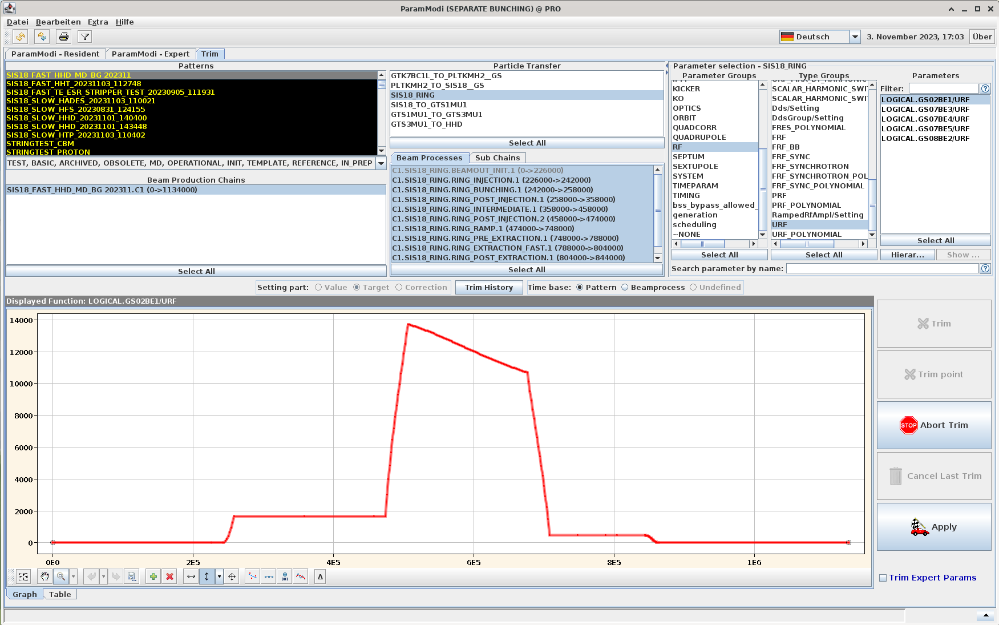 ParamModi (SEPARATE BUNCHING) @ PRO
Datei Bearbeiten Extra Hilfe
Deutsch 3. November 2023, 17:03 Über
ParamModi - Resident ParamModi - Expert Trim
Patterns
SIS18_FAST_HHD_MD_BG 202311
SIS18_FAST_HHT_20231103_112748
SIS18_FAST_TE_ESR_STRIPPER_TEST_20230905_111931
SIS18_SLOW_HADES_20231103_110021
SIS18_SLOW_HFS_20230831_124155
SIS18_SLOW_HHD_20231101_140400
SIS18_SLOW_HHD_20231101_143448
SIS18_SLOW_HTP_20231103_110402
STRINGTEST_CBM
STRINGTEST_PROTON
TEST, BASIC, ARCHIVED, OBSOLETE, MD, OPERATIONAL, INIT, TEMPLATE, REFERENCE, IN_PREP
Beam Production Chains
SIS18_FAST_HHD_MD_BG 202311.C1 (0->1134000)
Select All
Particle Transfer
GTK7BC1L_TO_PLTKMH2__GS
PLTKMH2_TO_SIS18__GS
SIS18_RING
SIS18_TO_GTS1MU1
GTS1MU1_TO_GTS3MU1
GTS3MU1_TO_HHD
Select All
Beam Processes Sub Chains
C1.SIS18_RING.BEAMOUT_INIT.1 (0->226000)
C1.SIS18_RING.RING_INJECTION.1 (226000->242000)
C1.SIS18_RING.RING_BUNCHING.1 (242000->258000)
C1.SIS18_RING.RING_POST_INJECTION.1 (258000->358000)
C1.SIS18_RING.RING_INTERMEDIATE.1 (358000->458000)
C1.SIS18_RING.RING_POST_INJECTION.2 (458000->474000)
C1.SIS18_RING.RING_RAMP.1 (474000->748000)
C1.SIS18_RING.RING_PRE_EXTRACTION.1 (748000->788000)
C1.SIS18_RING.RING_EXTRACTION_FAST.1 (788000->804000)
C1.SIS18_RING.RING_POST_EXTRACTION.1 (804000->844000)
Select All
Parameter selection - SIS18_RING
Parameter Groups
KICKER
KO
OPTICS
ORBIT
QUADCORR
QUADRUPOLE
RF
SEPTUM
SEXTUPOLE
SYSTEM
TIMEPARAM
TIMING
bss_bypass_allowed_
generation
scheduling
~NONE
Select All
Type Groups
SCALAR_HARMONIC_SWI
SCALAR_HARMONIC_SWI
Dds/Setting
DdsGroup/Setting
FRES_POLYNOMIAL
FRF
FRF_BB
FRF_SYNC
FRF_SYNCHROTRON
FRF_SYNCHROTRON_POL
FRF_SYNC_POLYNOMIAL
PRF
PRF_POLYNOMIAL
RampedRfAmpl/Setting
URF
URF_POLYNOMIAL
Select All
Parameters
Filter: ?
LOGICAL.GS02BE1/URF
LOGICAL.GS07BE3/URF
LOGICAL.GS07BE4/URF
LOGICAL.GS07BE5/URF
LOGICAL.GS08BE2/URF
Select All
Hierar... Show ...
Search parameter by name: ?
Setting part: Value Target Correction Trim History Time base: Pattern Beamprocess Undefined
Displayed Function: LOGICAL.GS02BE1/URF
14000
12000
10000
8000
6000
4000
2000
0
0E0 2E5 4E5 6E5 8E5 1E6
001 Δ
Graph Table
Trim
Trim point
STOP Abort Trim
Cancel Last Trim
Apply
Trim Expert Params